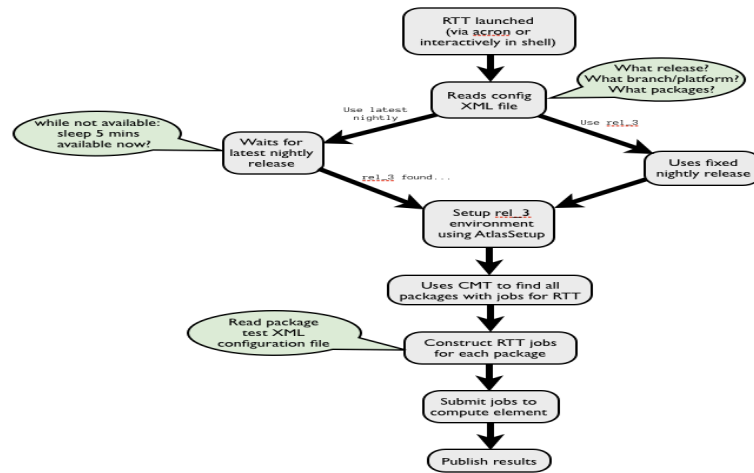 RTT launched
(via acron or
interactively in shell)
What release?
What branch/platform?
What packages?
Reads config
XML file
Use latest
nightly
Use rel_3
while not available:
sleep 5 mins
available now?
Waits for
latest nightly
release
Uses fixed
nightly release
rel_3 found...
Setup rel_3
environment
using AtlasSetup
Uses CMT to find all
packages with jobs for RTT
Read package
test XML
configuration file
Construct RTT jobs
for each package
Submit jobs to
compute element
Publish results